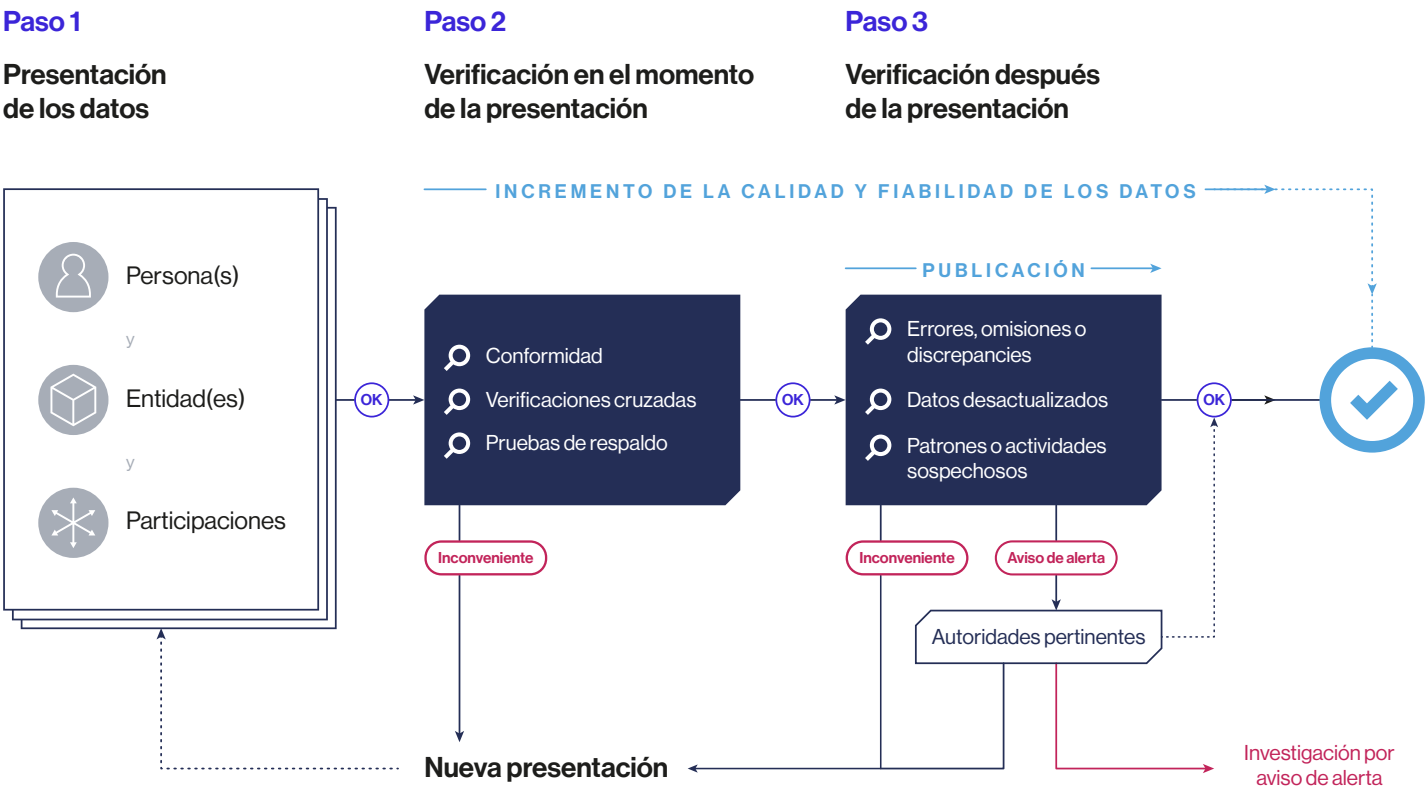 Paso 1
Presentación
de los datos
Paso 2
Verificación en el momento
de la presentación
Paso 3
Verificación después
de la presentación
INCREMENTO DE LA CALIDAD Y FIABILIDAD DE LOS DATOS
PUBLICACIÓN
Persona(s)
y
Entidad(es)
y
Participaciones
OK
Conformidad
Verificaciones cruzadas
Pruebas de respaldo
OK
Errores, omisiones o
discrepancies
Datos desactualizados
Patrones o actividades
sospechosos
OK
Inconveniente
Inconveniente
Aviso de alerta
Autoridades pertinentes
Nueva presentación
Investigación por
aviso de alerta